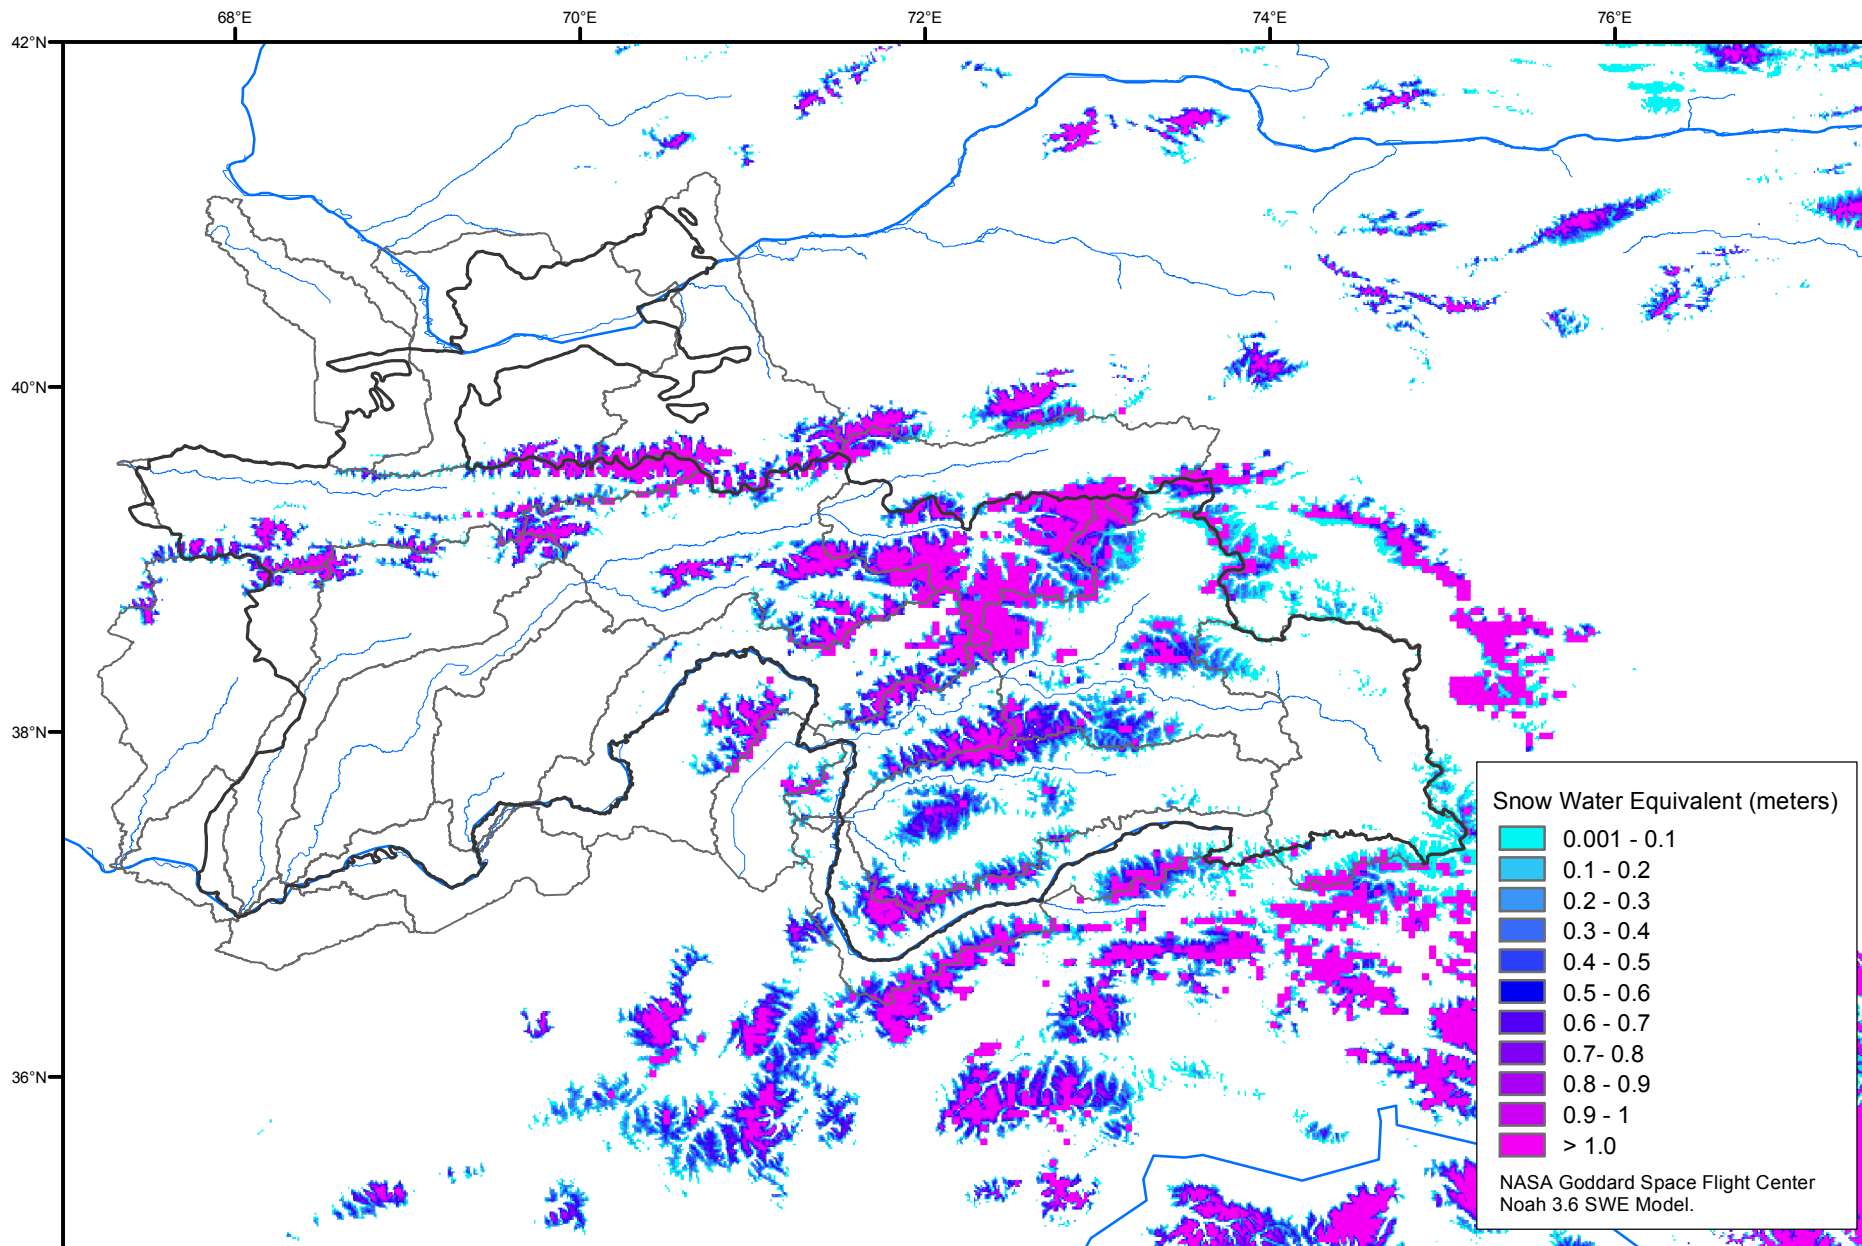 68°E 70°E 72°E 74°E 76°E
42°N
40°N
38°N
36°N
Snow Water Equivalent (meters)
0.001 - 0.1
0.1 - 0.2
0.2 - 0.3
0.3 - 0.4
0.4 - 0.5
0.5 - 0.6
0.6 - 0.7
0.7- 0.8
0.8 - 0.9
0.9 - 1
> 1.0
NASA Goddard Space Flight Center
Noah 3.6 SWE Model.